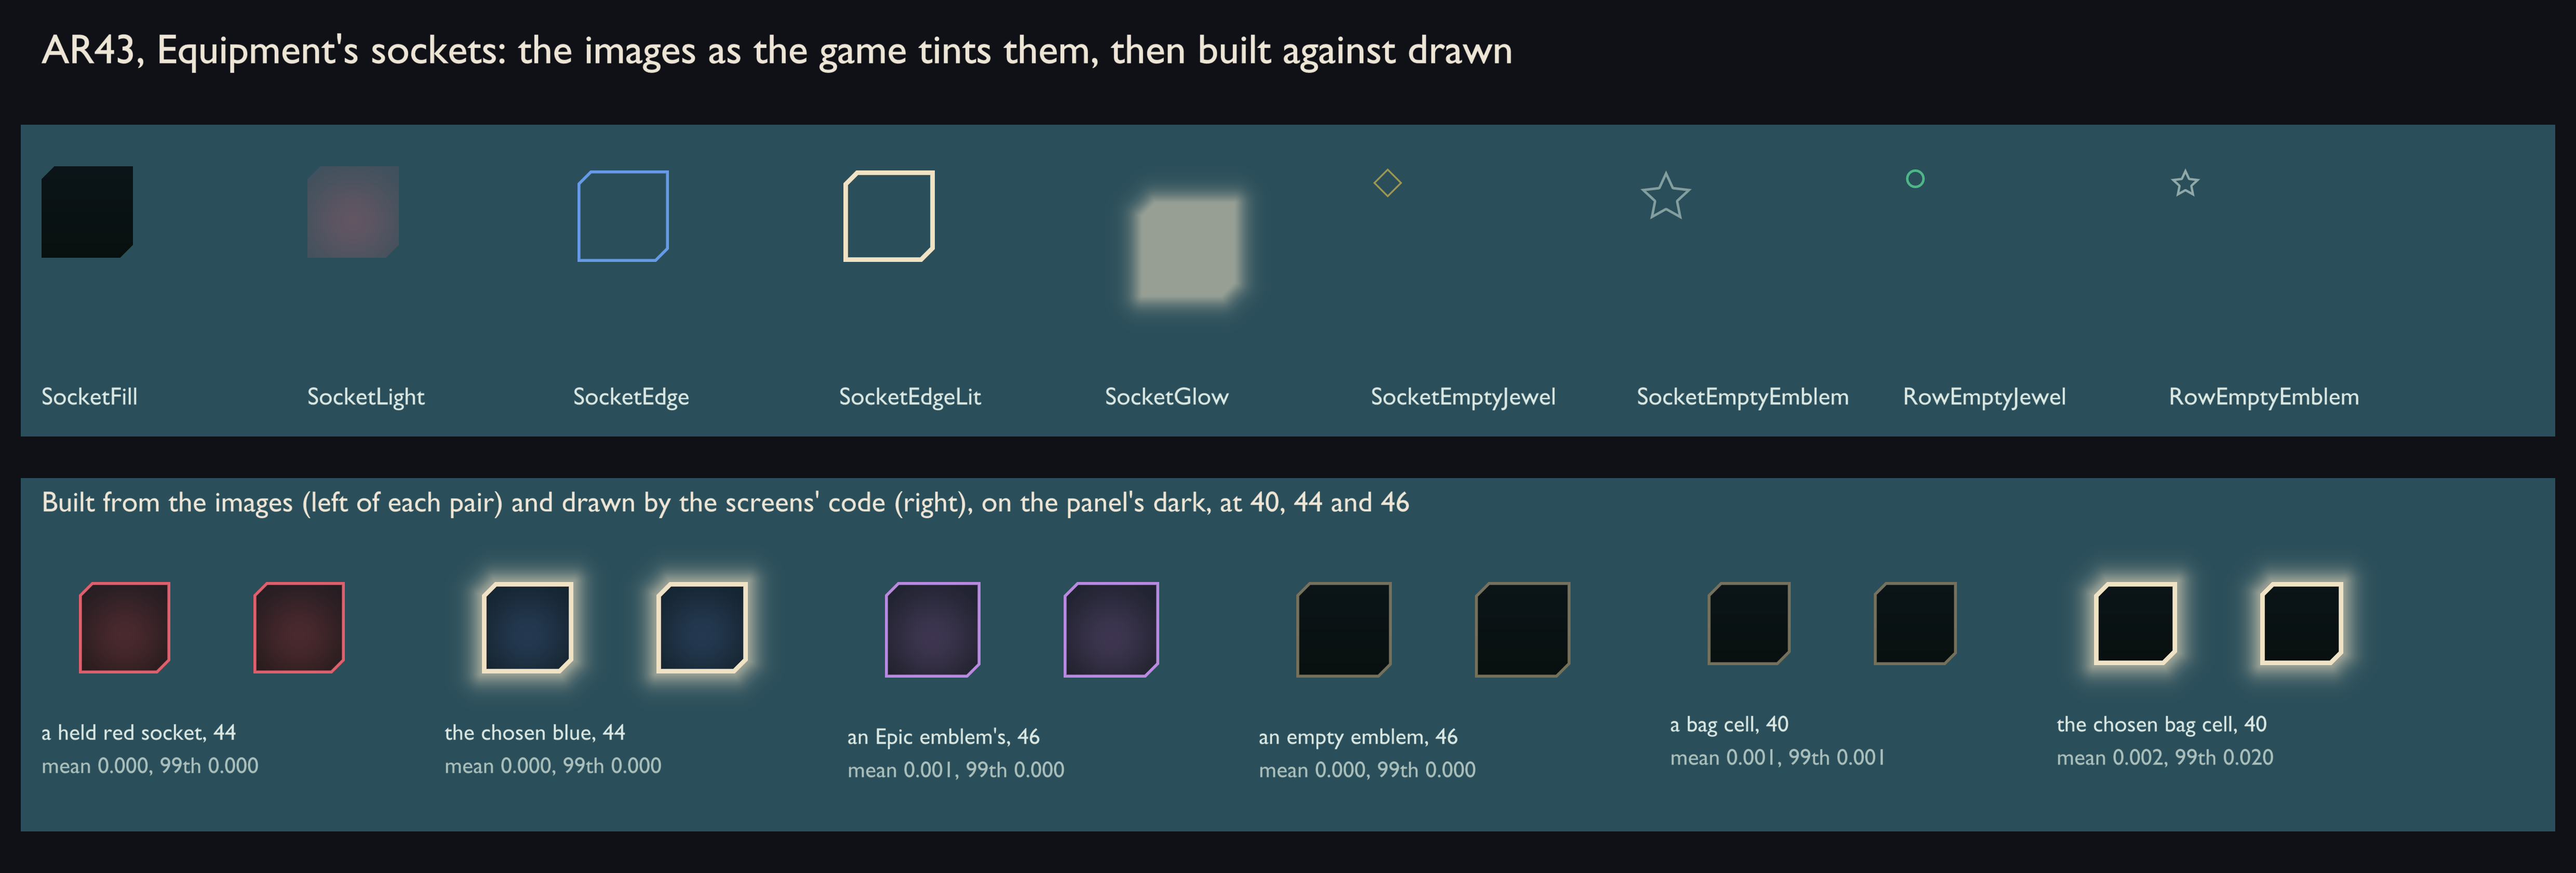 AR43, Equipment's sockets: the images as the game tints them, then built against drawn
SocketFill
SocketLight
SocketEdge
SocketEdgeLit
SocketGlow
SocketEmptyJewel
SocketEmptyEmblem
RowEmptyJewel
RowEmptyEmblem
Built from the images (left of each pair) and drawn by the screens' code (right), on the panel's dark, at 40, 44 and 46
a held red socket, 44
mean 0.000, 99th 0.000
the chosen blue, 44
mean 0.000, 99th 0.000
an Epic emblem's, 46
mean 0.001, 99th 0.000
an empty emblem, 46
mean 0.000, 99th 0.000
a bag cell, 40
mean 0.001, 99th 0.001
the chosen bag cell, 40
mean 0.002, 99th 0.020